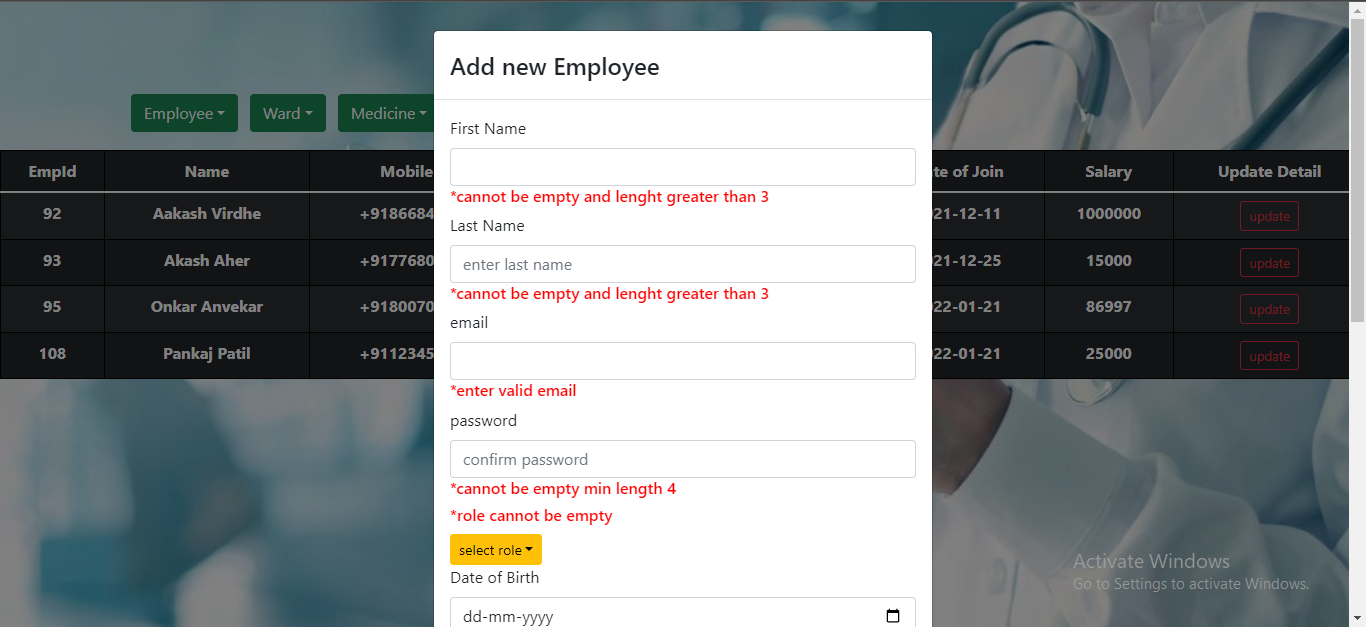 Add new Employee
First Name
*cannot be empty and lenght greater than 3
Last Name
enter last name
*cannot be empty and lenght greater than 3
email
*enter valid email
password
confirm password
*cannot be empty min length 4
*role cannot be empty
select role
Date of Birth
dd-mm-yyyy
Employee Ward Medicine
EmpId Name Mobile te of Join Salary Update Detail
92 Aakash Virdhe +9186684 21-12-11 1000000 update
93 Akash Aher +9177680 21-12-25 15000 update
95 Onkar Anvekar +9180070 22-01-21 86997 update
108 Pankaj Patil +9112345 22-01-21 25000 update
Activate Windows
Go to Settings to activate Windows.